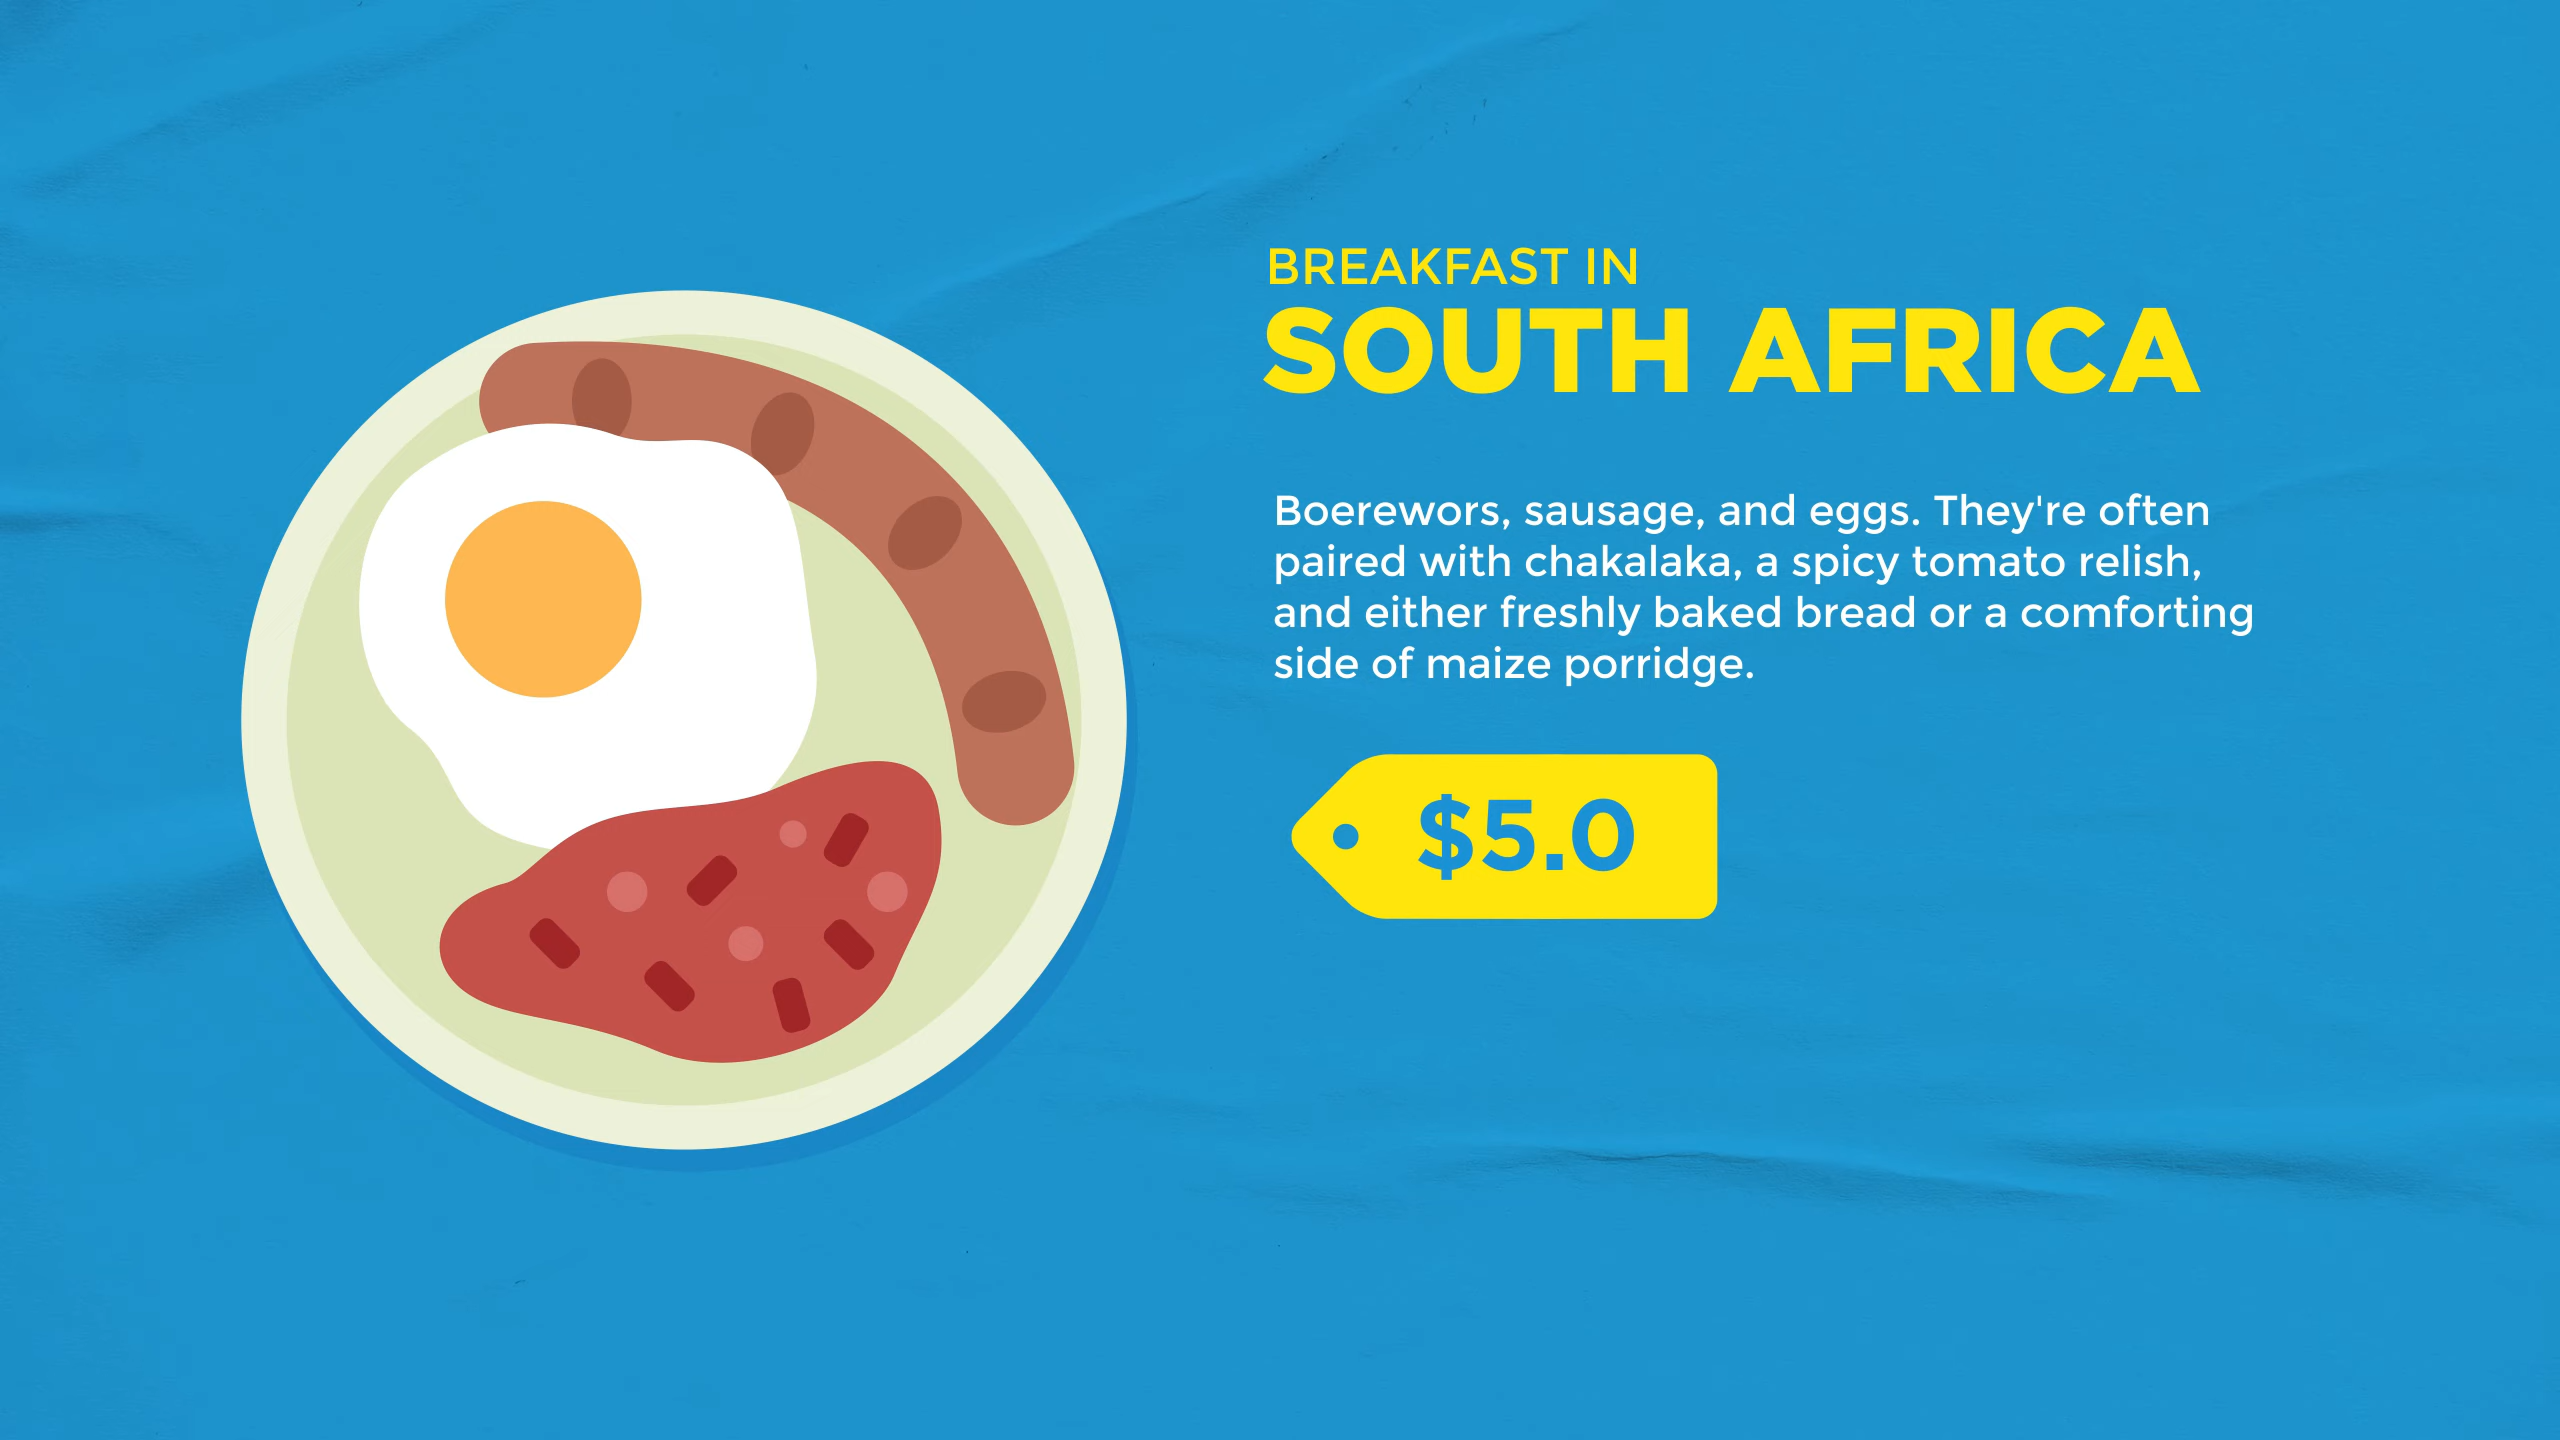 BREAKFAST IN
SOUTH AFRICA
Boerewors, sausage, and eggs. They're often
paired with chakalaka, a spicy tomato relish,
and either freshly baked bread or a comforting
side of maize porridge.
$5.0